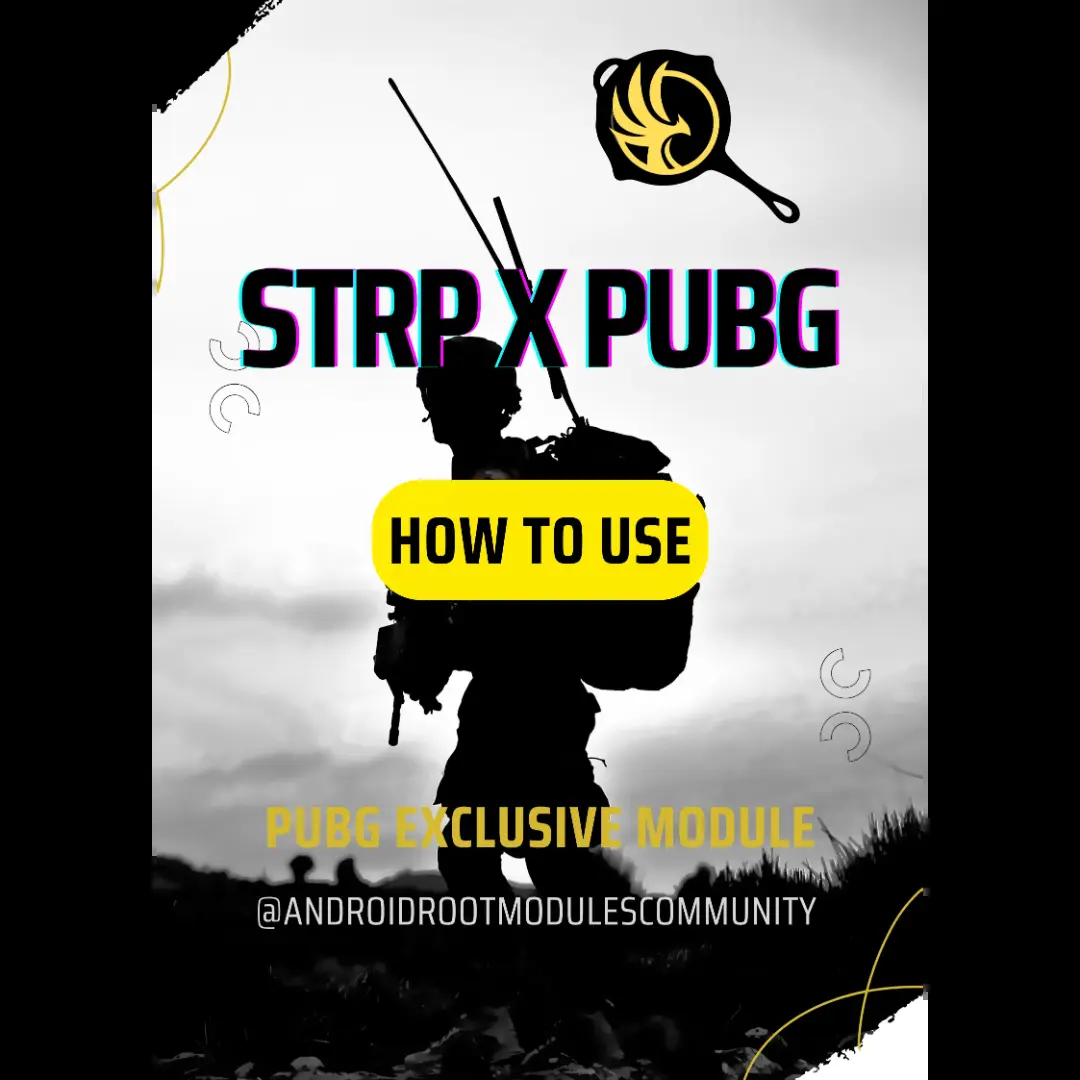 STRP X PUBG
HOW TO USE
PUBG EXCLUSIVE MODULE
@ANDROIDROOTMODULESCOMMUNITY